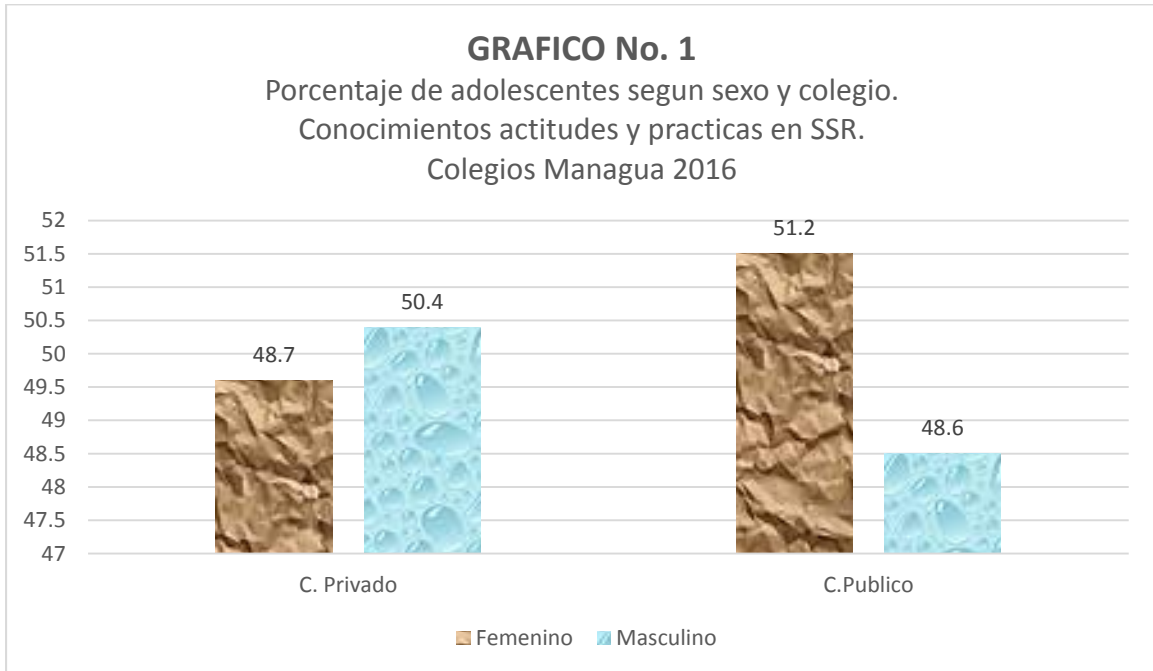 GRAFICO No. 1
Porcentaje de adolescentes segun sexo y colegio.
Conocimientos actitudes y practicas en SSR.
Colegios Managua 2016
52
51.5
51
50.5
50
49.5
49
48.5
48
47.5
47
48.7
50.4
51.2
48.6
C. Privado
C.Publico
Femenino
Masculino